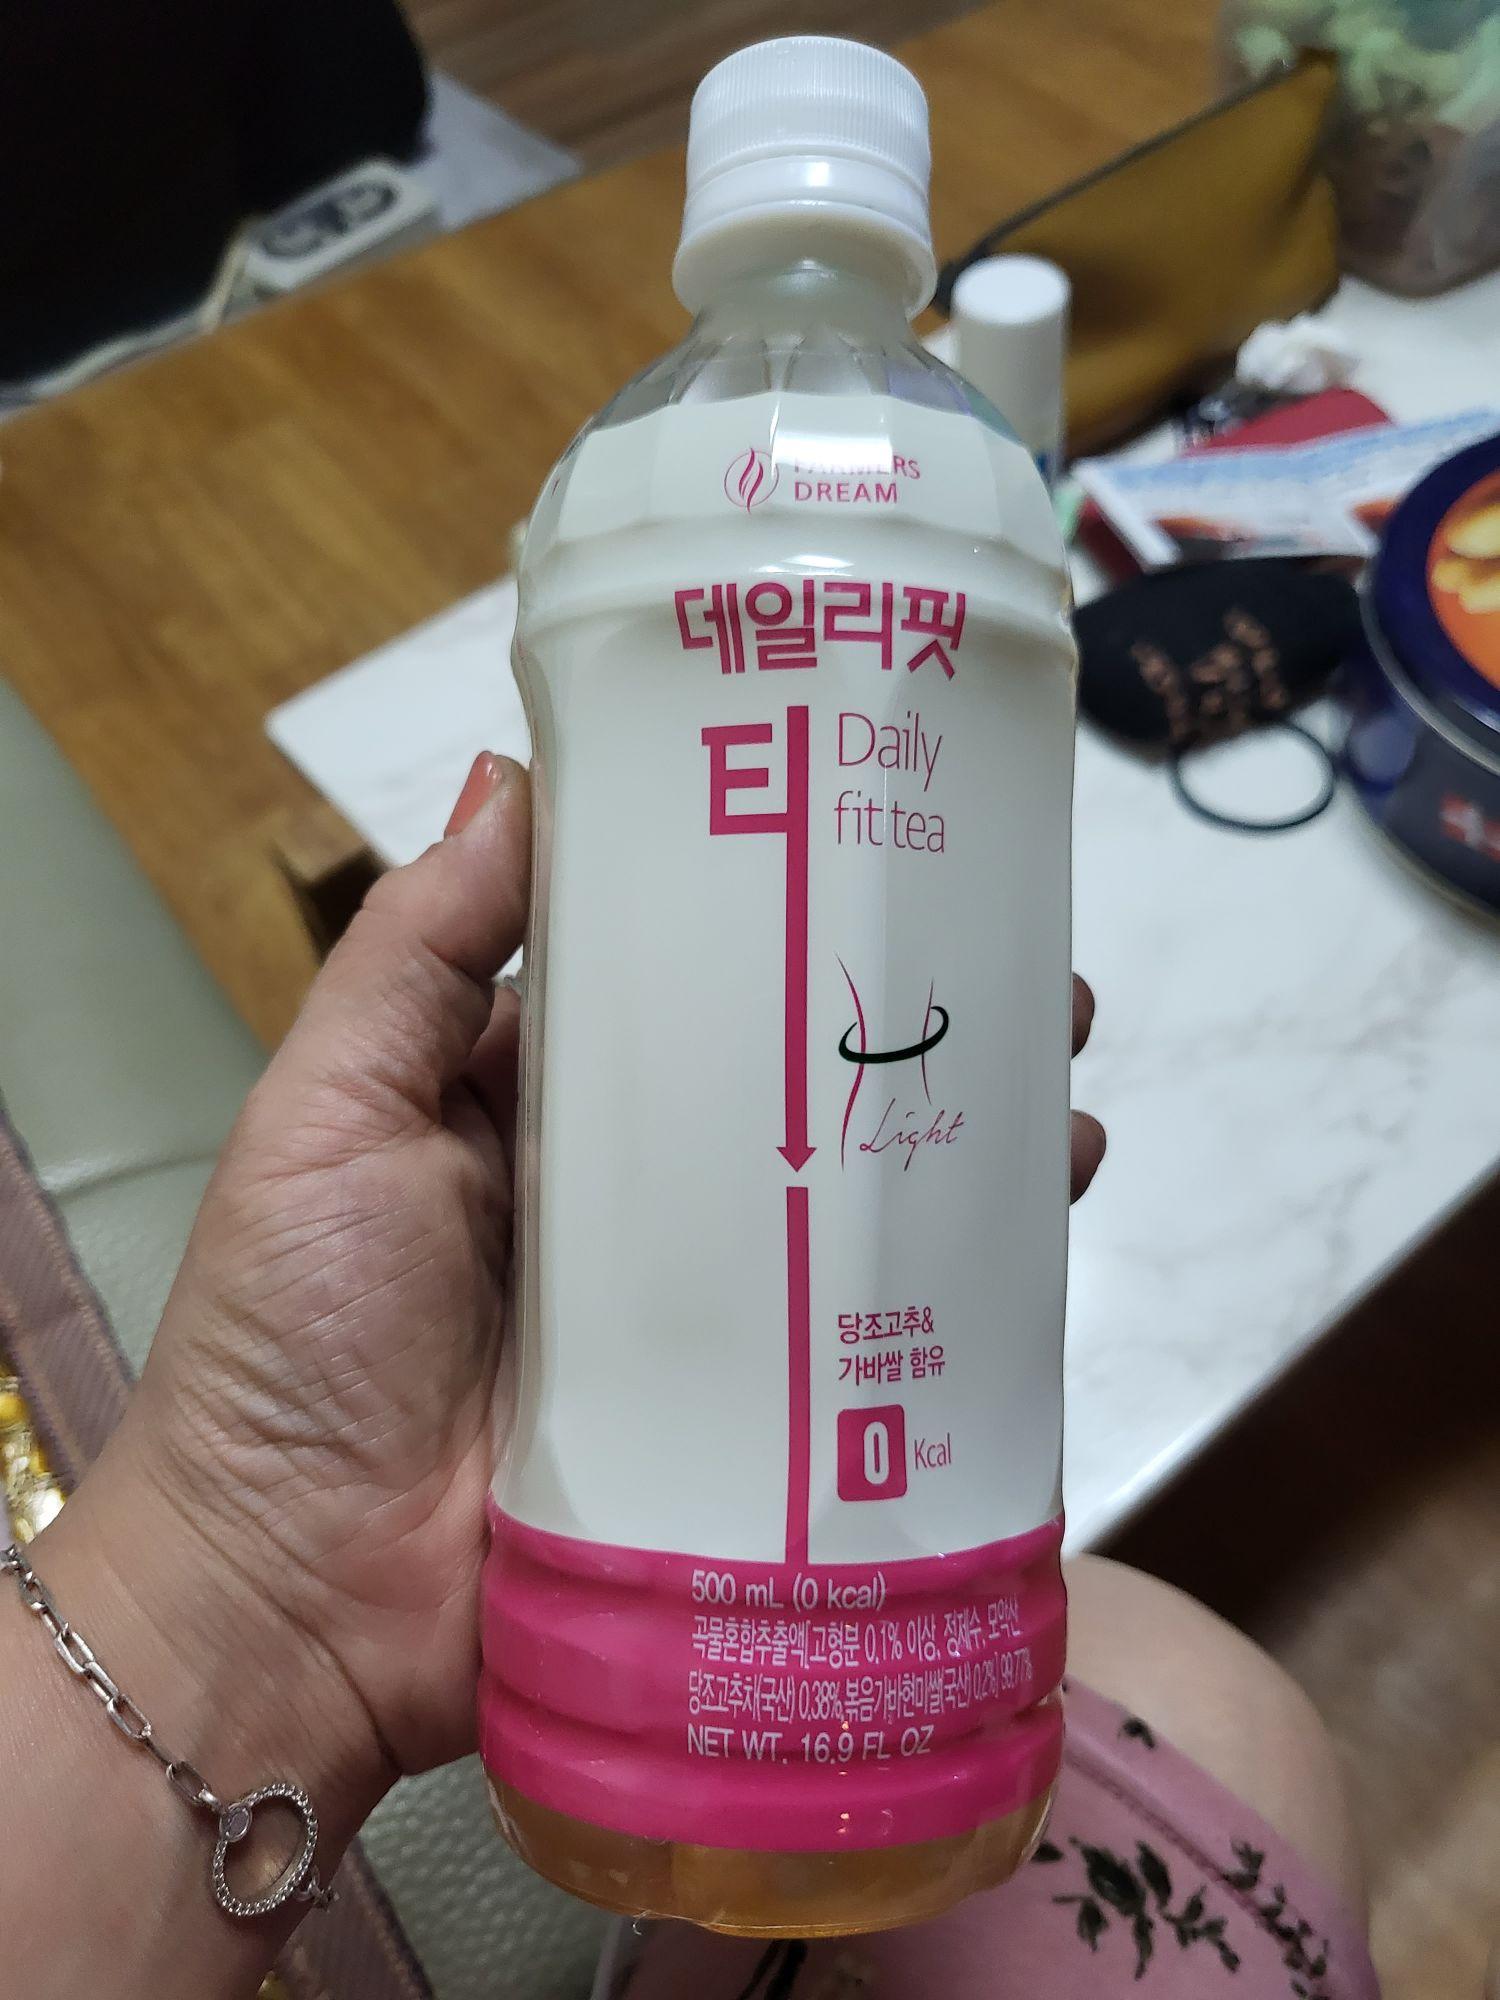 FARMERS
DREAM
데일리핏
티
Daily
fit tea
Light
당조고추&
가바쌀 함유
0 Kcal
500 mL (0 kcal)
곡물혼합추출액[고형분 0.1% 이상, 정제수, 모악산
당조고추채(국산) 0.38%, 볶음가바현미쌀(국산) 0.2%] 99.77%
NET WT. 16.9 FL OZ